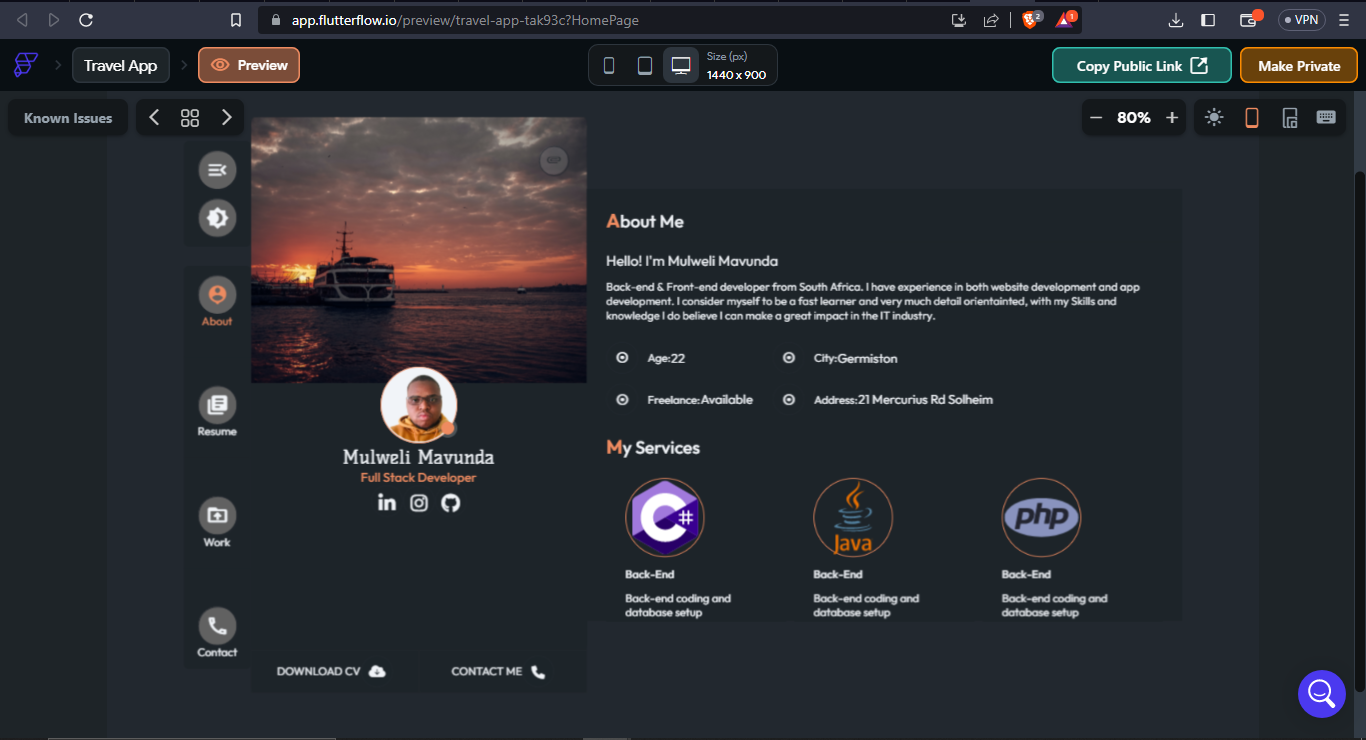 app.flutterflow.io/preview/travel-app-tak93c?HomePage
2
1
VPN
Travel App
Preview
Size (px)
1440 x 900
Copy Public Link
Make Private
Known Issues
80%
About
Resume
Work
Contact
Mulweli Mavunda
Full Stack Developer
in
DOWNLOAD CV
CONTACT ME
About Me
Hello! I'm Mulweli Mavunda
Back-end & Front-end developer from South Africa. I have experience in both website development and app
development. I consider myself to be a fast learner and very much detail orientainted, with my Skills and
knowledge I do believe I can make a great impact in the IT industry.
Age:22
City:Germiston
Freelance:Available
Address:21 Mercurius Rd Solheim
My Services
C#
Java
php
Back-End
Back-End
Back-End
Back-end coding and
database setup
Back-end coding and
database setup
Back-end coding and
database setup